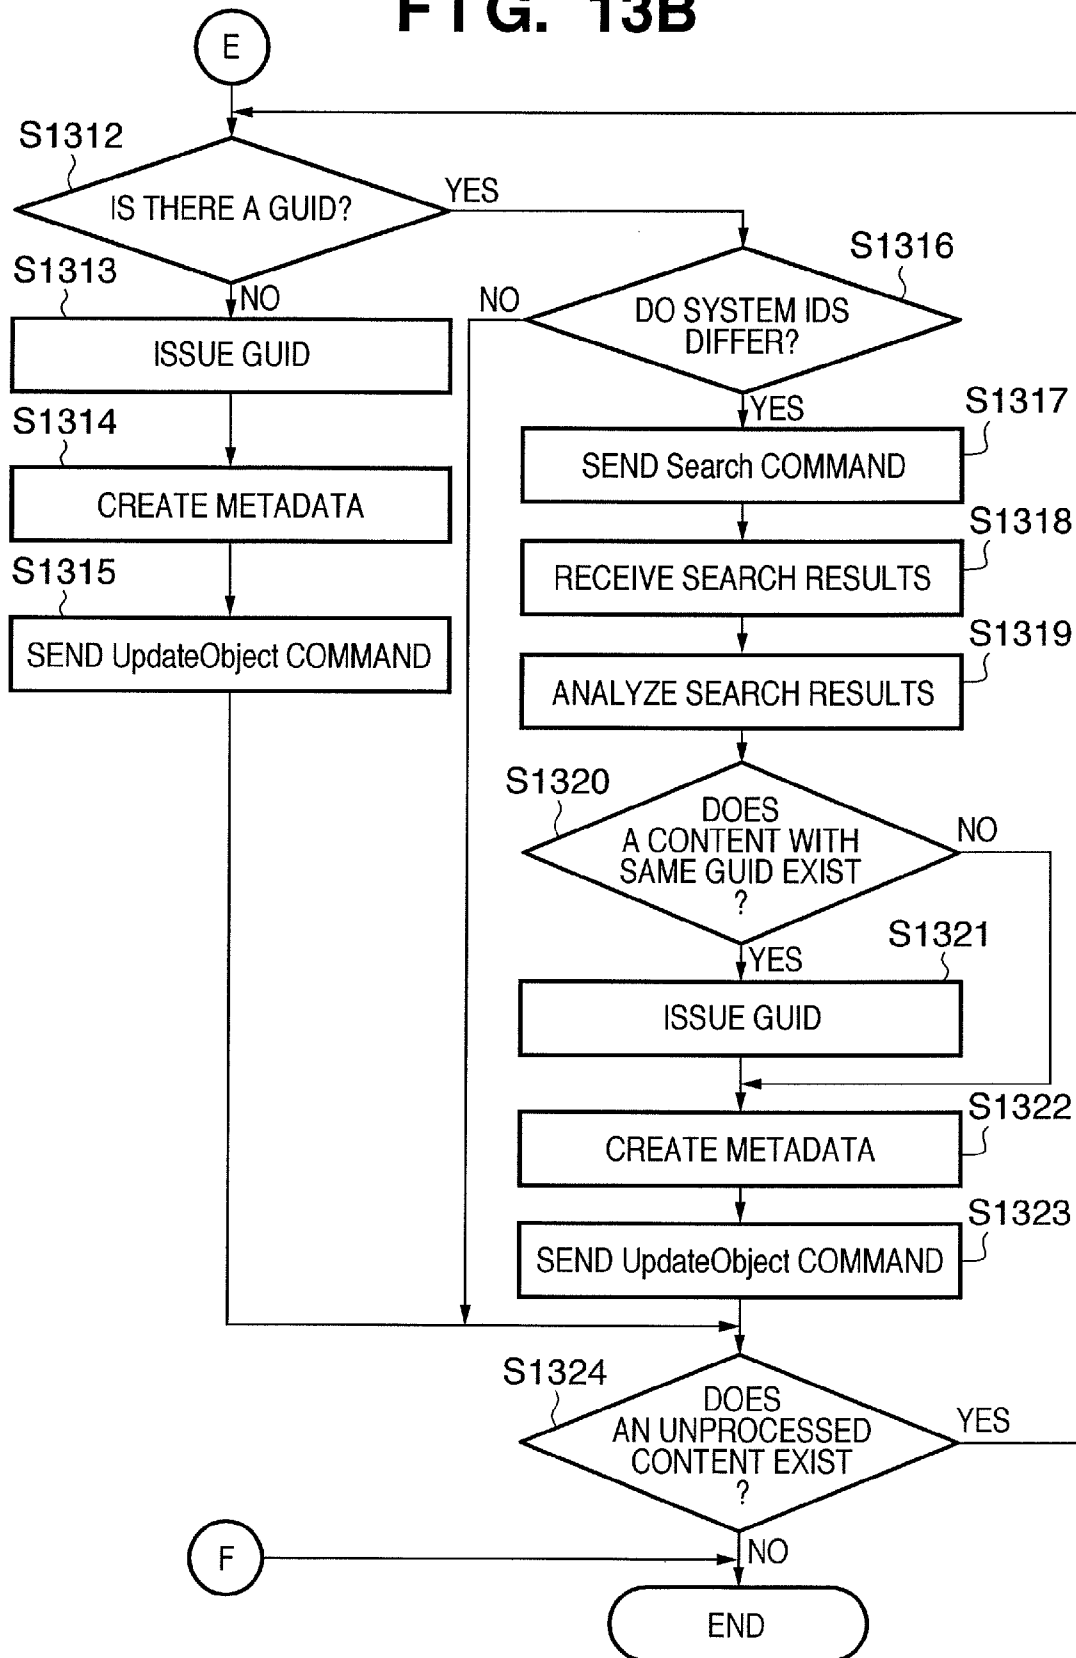 FIG. 13B
E
S1312
IS THERE A GUID?
YES
S1313
NO
ISSUE GUID
S1314
CREATE METADATA
S1315
SEND UpdateObject COMMAND
S1316
NO
DO SYSTEM IDS
DIFFER?
YES
S1317
SEND Search COMMAND
S1318
RECEIVE SEARCH RESULTS
S1319
ANALYZE SEARCH RESULTS
S1320
DOES
A CONTENT WITH
SAME GUID EXIST
?
NO
YES
S1321
ISSUE GUID
S1322
CREATE METADATA
S1323
SEND UpdateObject COMMAND
S1324
DOES
AN UNPROCESSED
CONTENT EXIST
?
YES
F
NO
END